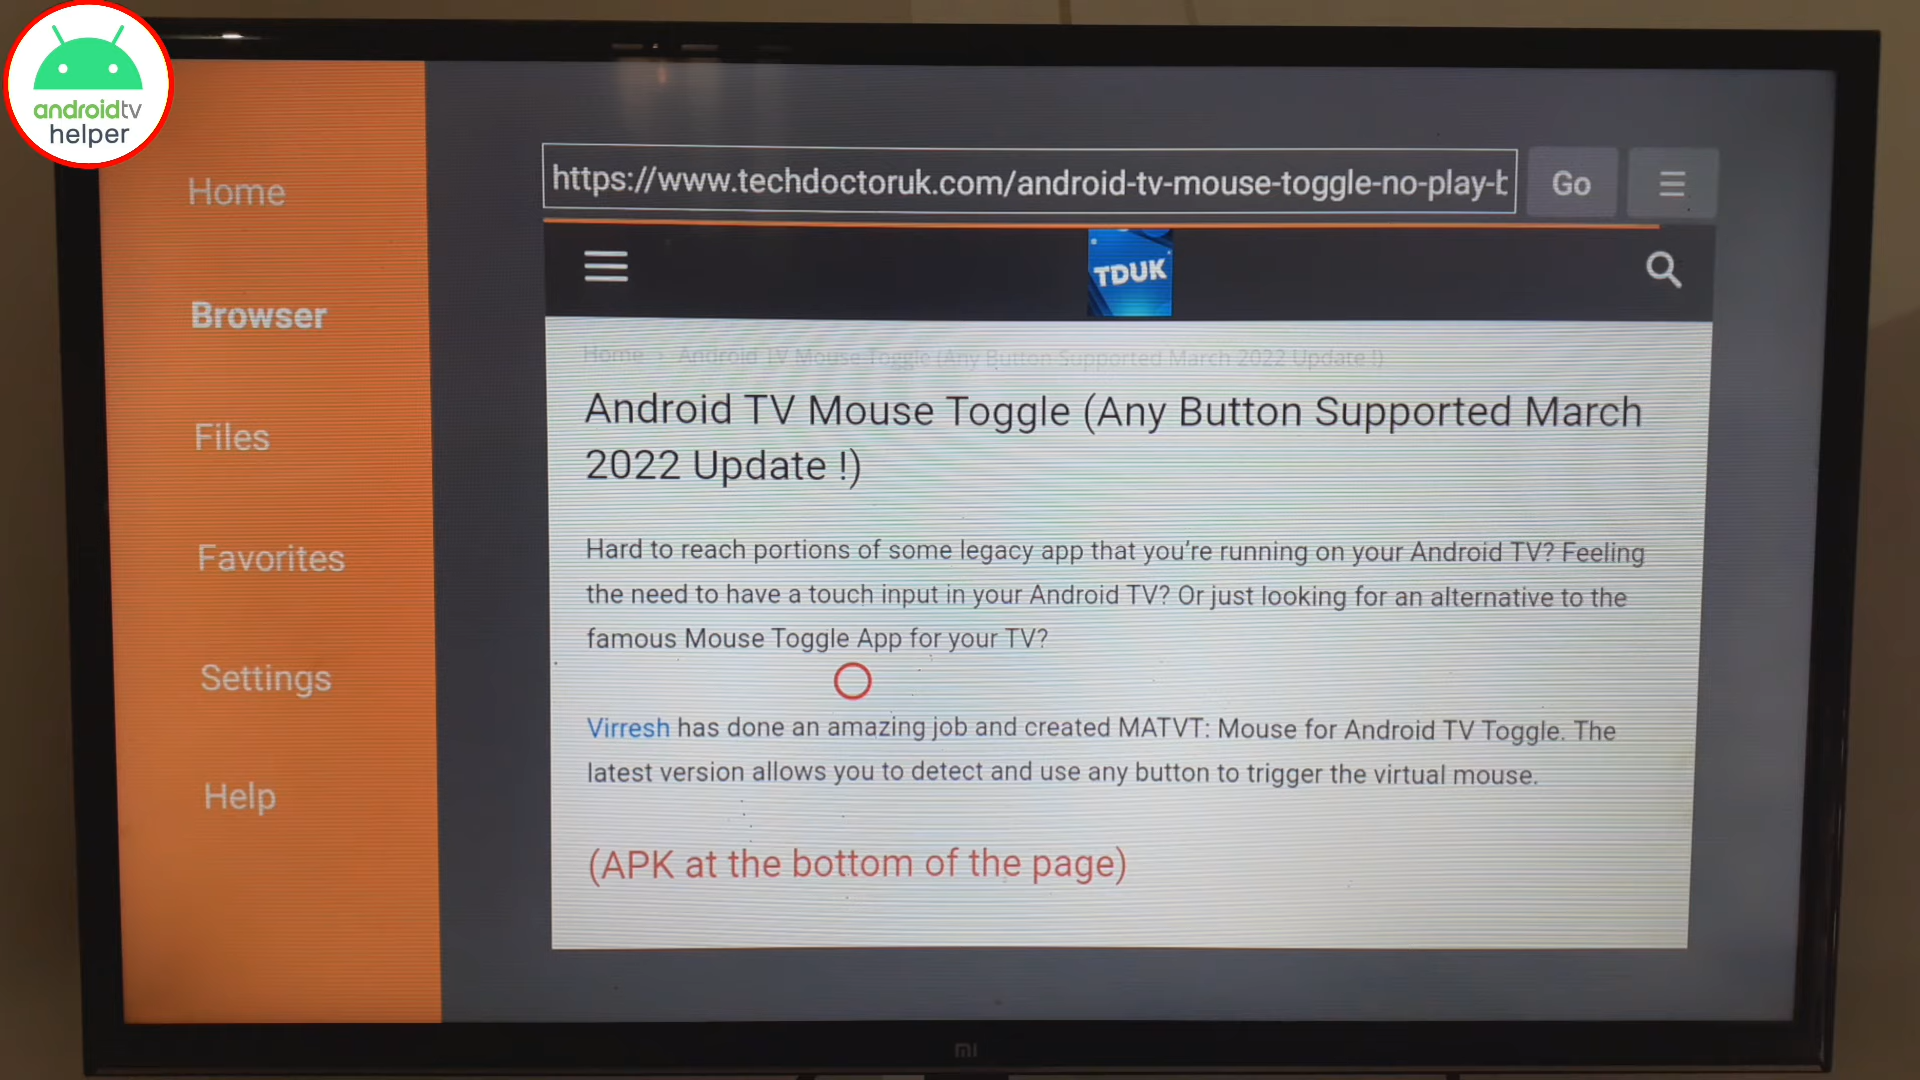 androidtv
helper
Home
Browser
Files
Favorites
Settings
Help
https://www.techdoctoruk.com/android-tv-mouse-toggle-no-play-b
Go
TDUK
Home › Android TV Mouse Toggle (Any Button Supported March 2022 Update !)
Android TV Mouse Toggle (Any Button Supported March
2022 Update !)
Hard to reach portions of some legacy app that you’re running on your Android TV? Feeling
the need to have a touch input in your Android TV? Or just looking for an alternative to the
famous Mouse Toggle App for your TV?
Virresh has done an amazing job and created MATVT: Mouse for Android TV Toggle. The
latest version allows you to detect and use any button to trigger the virtual mouse.
(APK at the bottom of the page)
mi